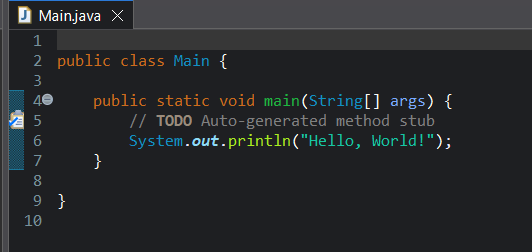 Main.java
1
2 public class Main {
3
4 public static void main(String[] args) {
5 // TODO Auto-generated method stub
6 System.out.println("Hello, World!");
7 }
8
9 }
10